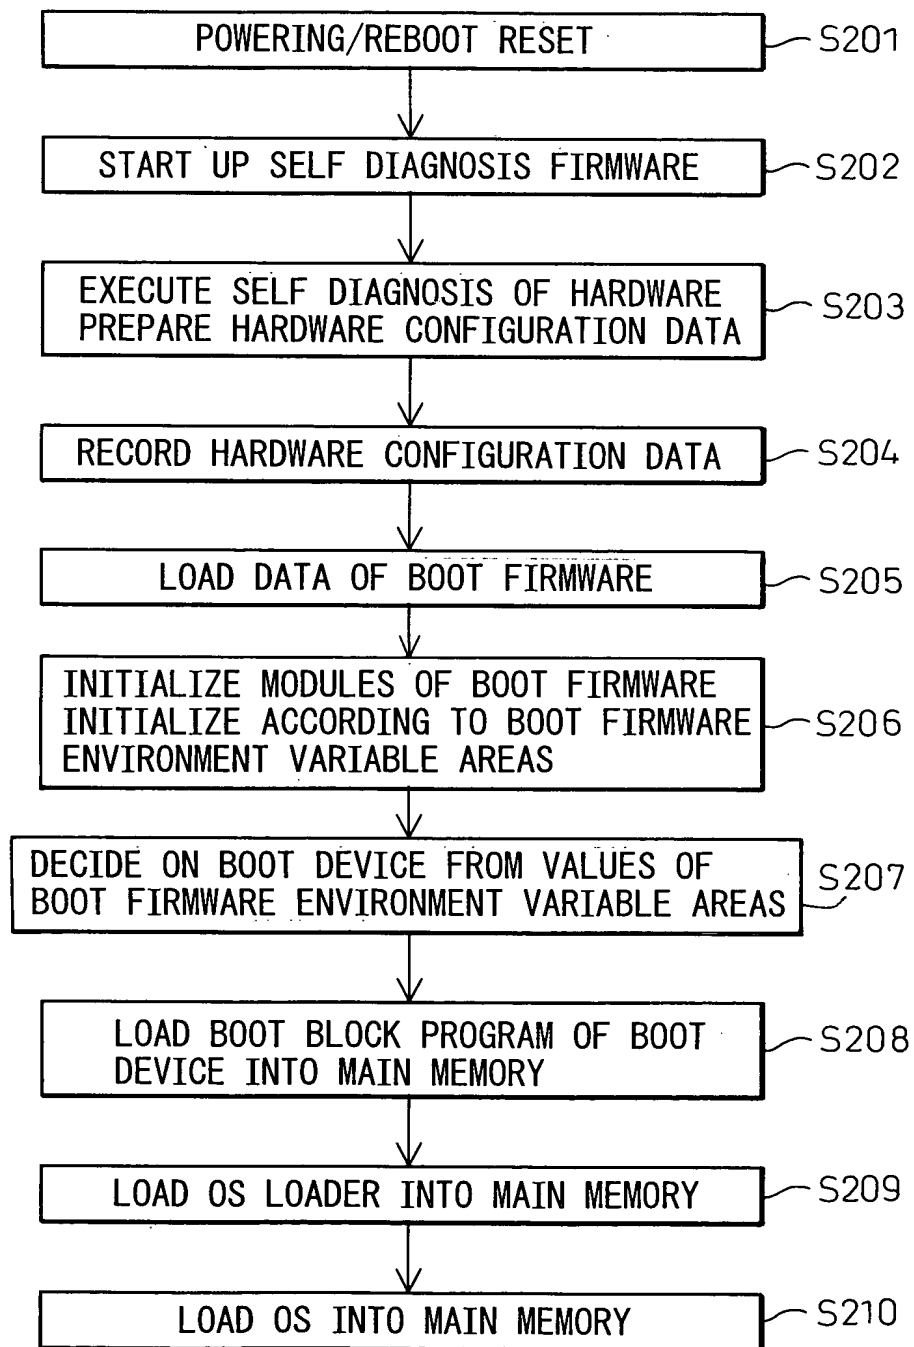 POWERING/REBOOT RESET
S201
START UP SELF DIAGNOSIS FIRMWARE
S202
EXECUTE SELF DIAGNOSIS OF HARDWARE
PREPARE HARDWARE CONFIGURATION DATA
S203
RECORD HARDWARE CONFIGURATION DATA
S204
LOAD DATA OF BOOT FIRMWARE
S205
INITIALIZE MODULES OF BOOT FIRMWARE
INITIALIZE ACCORDING TO BOOT FIRMWARE
ENVIRONMENT VARIABLE AREAS
S206
DECIDE ON BOOT DEVICE FROM VALUES OF
BOOT FIRMWARE ENVIRONMENT VARIABLE AREAS
S207
LOAD BOOT BLOCK PROGRAM OF BOOT
DEVICE INTO MAIN MEMORY
S208
LOAD OS LOADER INTO MAIN MEMORY
S209
LOAD OS INTO MAIN MEMORY
S210